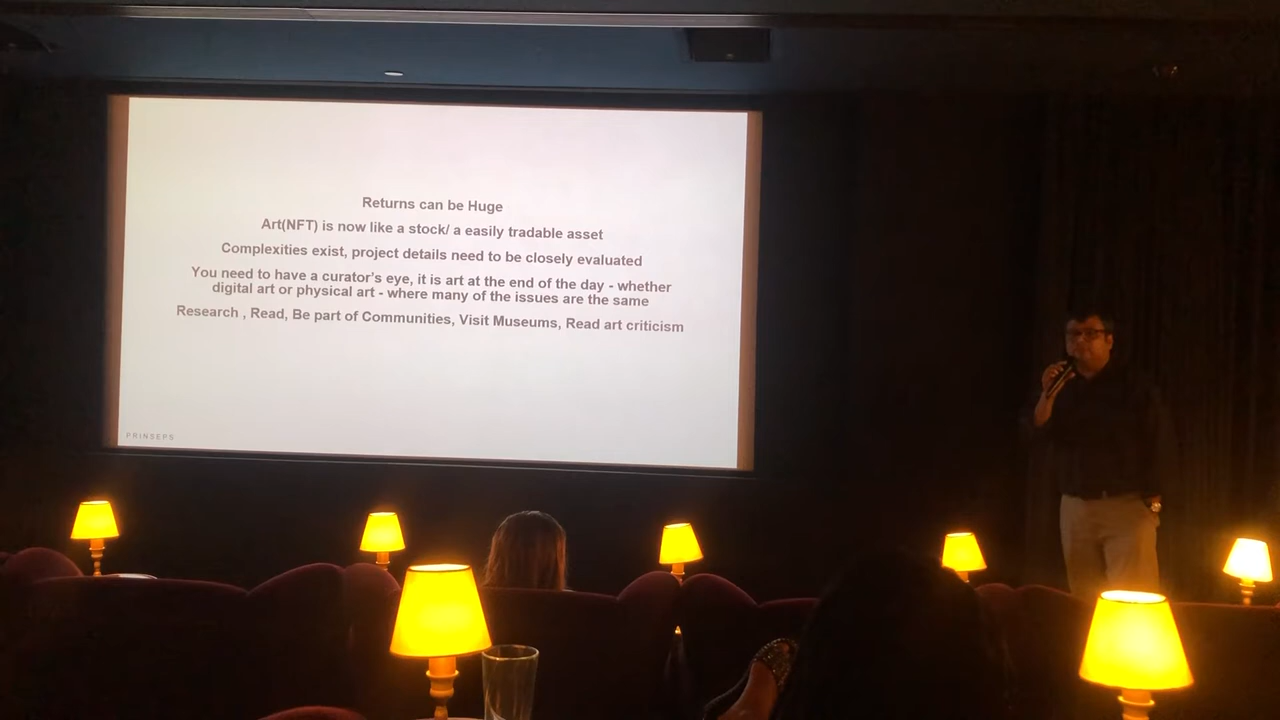 Returns can be Huge
Art(NFT) is now like a stock/ a easily tradable asset
Complexities exist, project details need to be closely evaluated
You need to have a curator's eye, it is art at the end of the day - whether
digital art or physical art - where many of the issues are the same
Research , Read, Be part of Communities, Visit Museums, Read art criticism
PRINSEPS